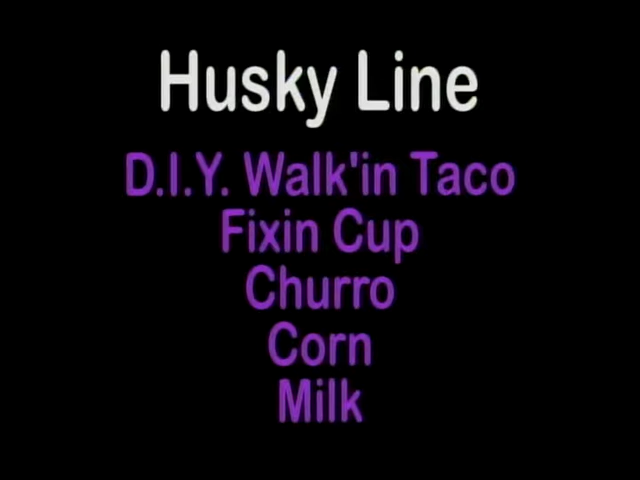 Husky Line
D.I.Y. Walk'in Taco
Fixin Cup
Churro
Corn
Milk